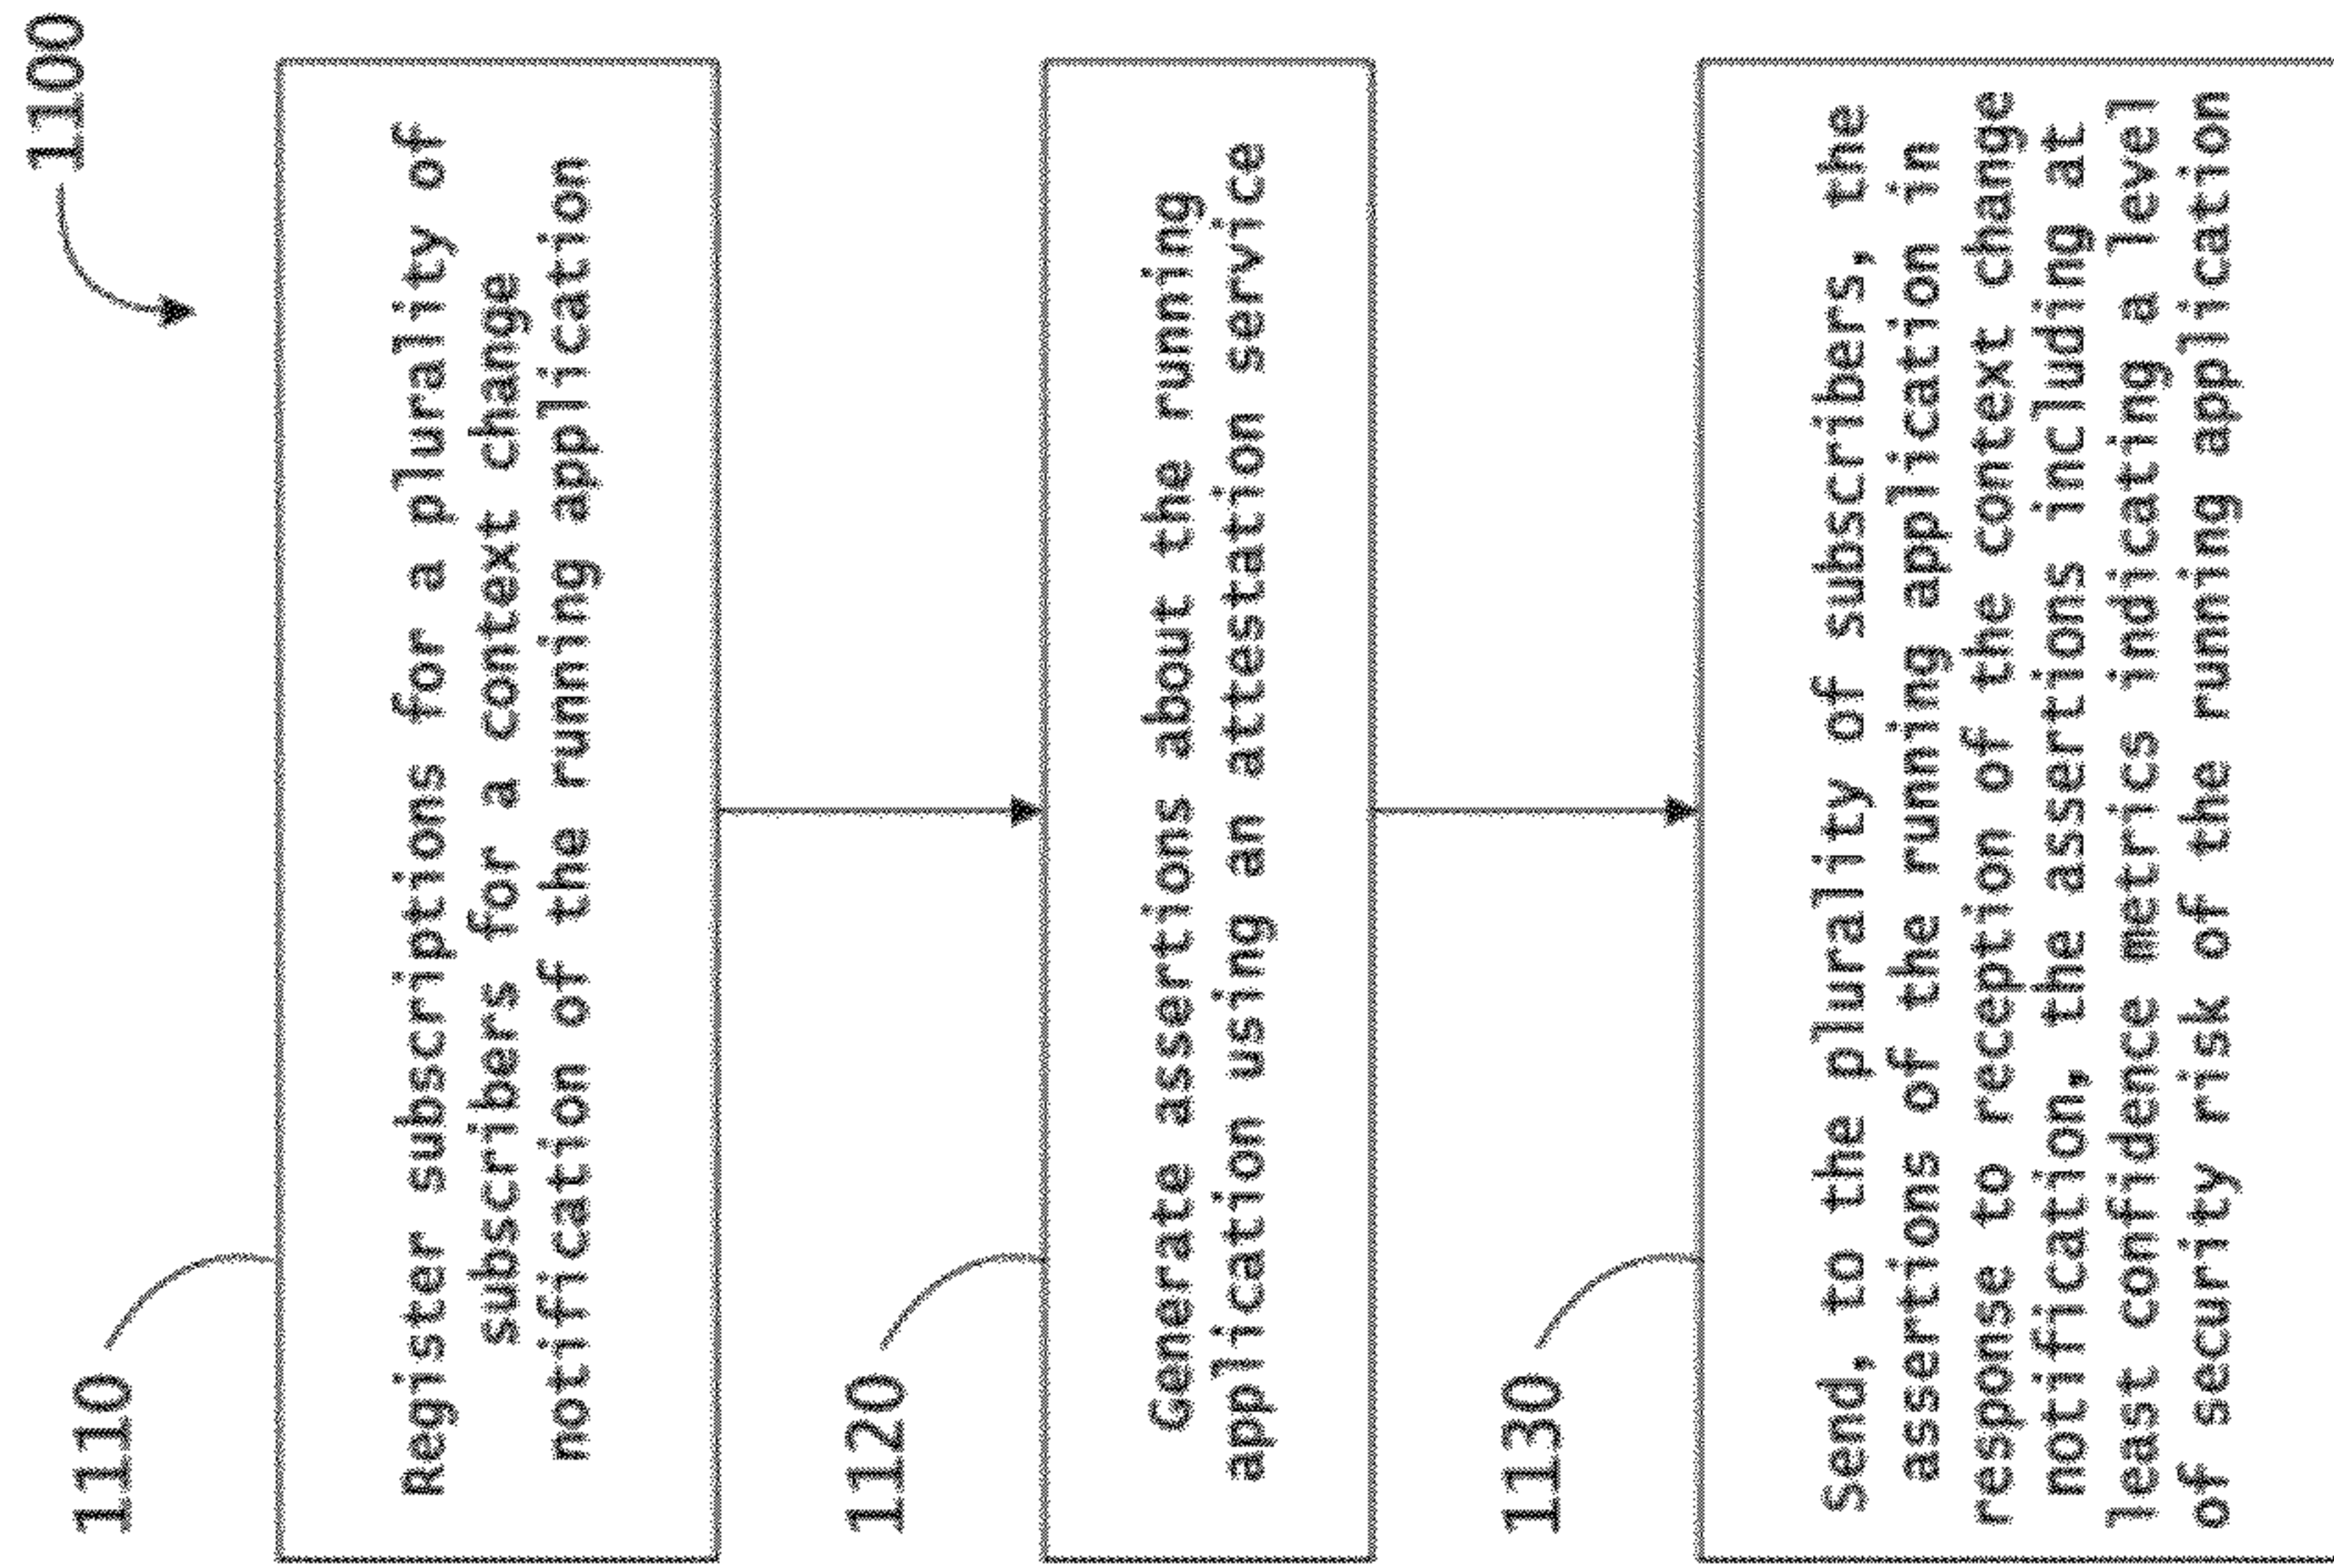 1100
1110
Register subscriptions for a plurality of
subscribers for a context change
notification of the running application
1120
Generate assertions about the running
application using an attestation service
1130
Send, to the plurality of subscribers, the
assertions of the running application in
response to reception of the context change
notification, the assertions including at
least confidence metrics indicating a level
of security risk of the running application